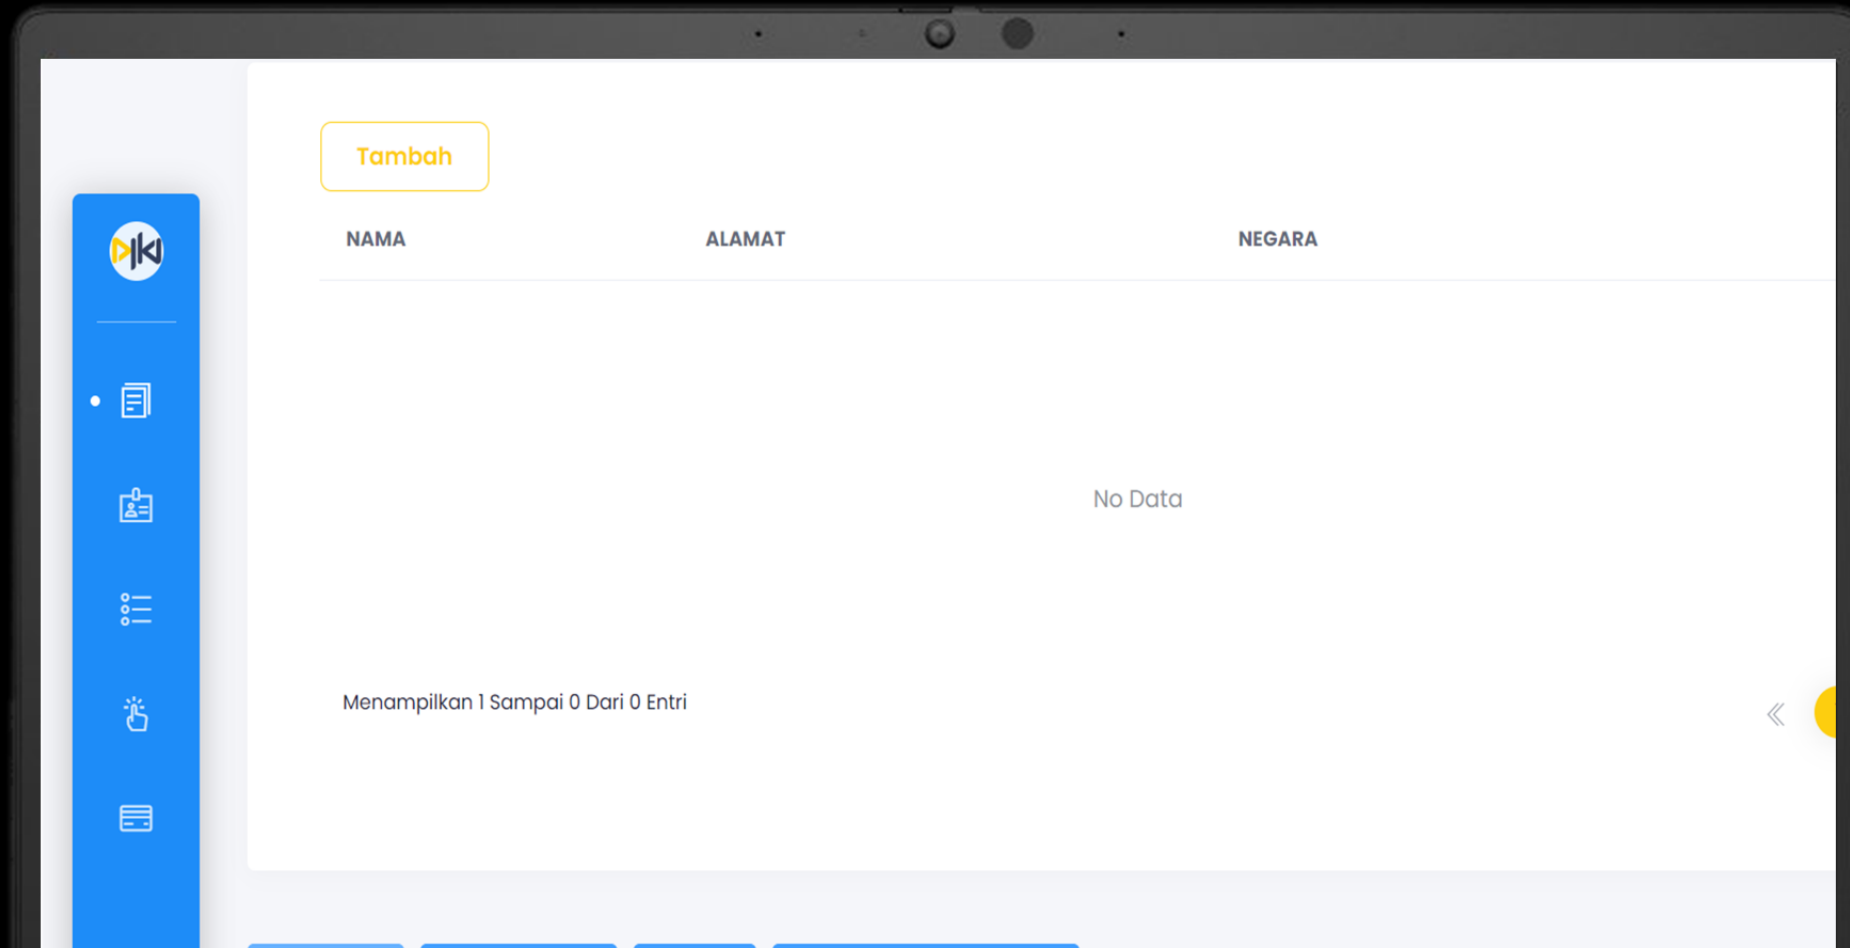 Tambah
NAMA ALAMAT NEGARA
No Data
Menampilkan 1 Sampai 0 Dari 0 Entri